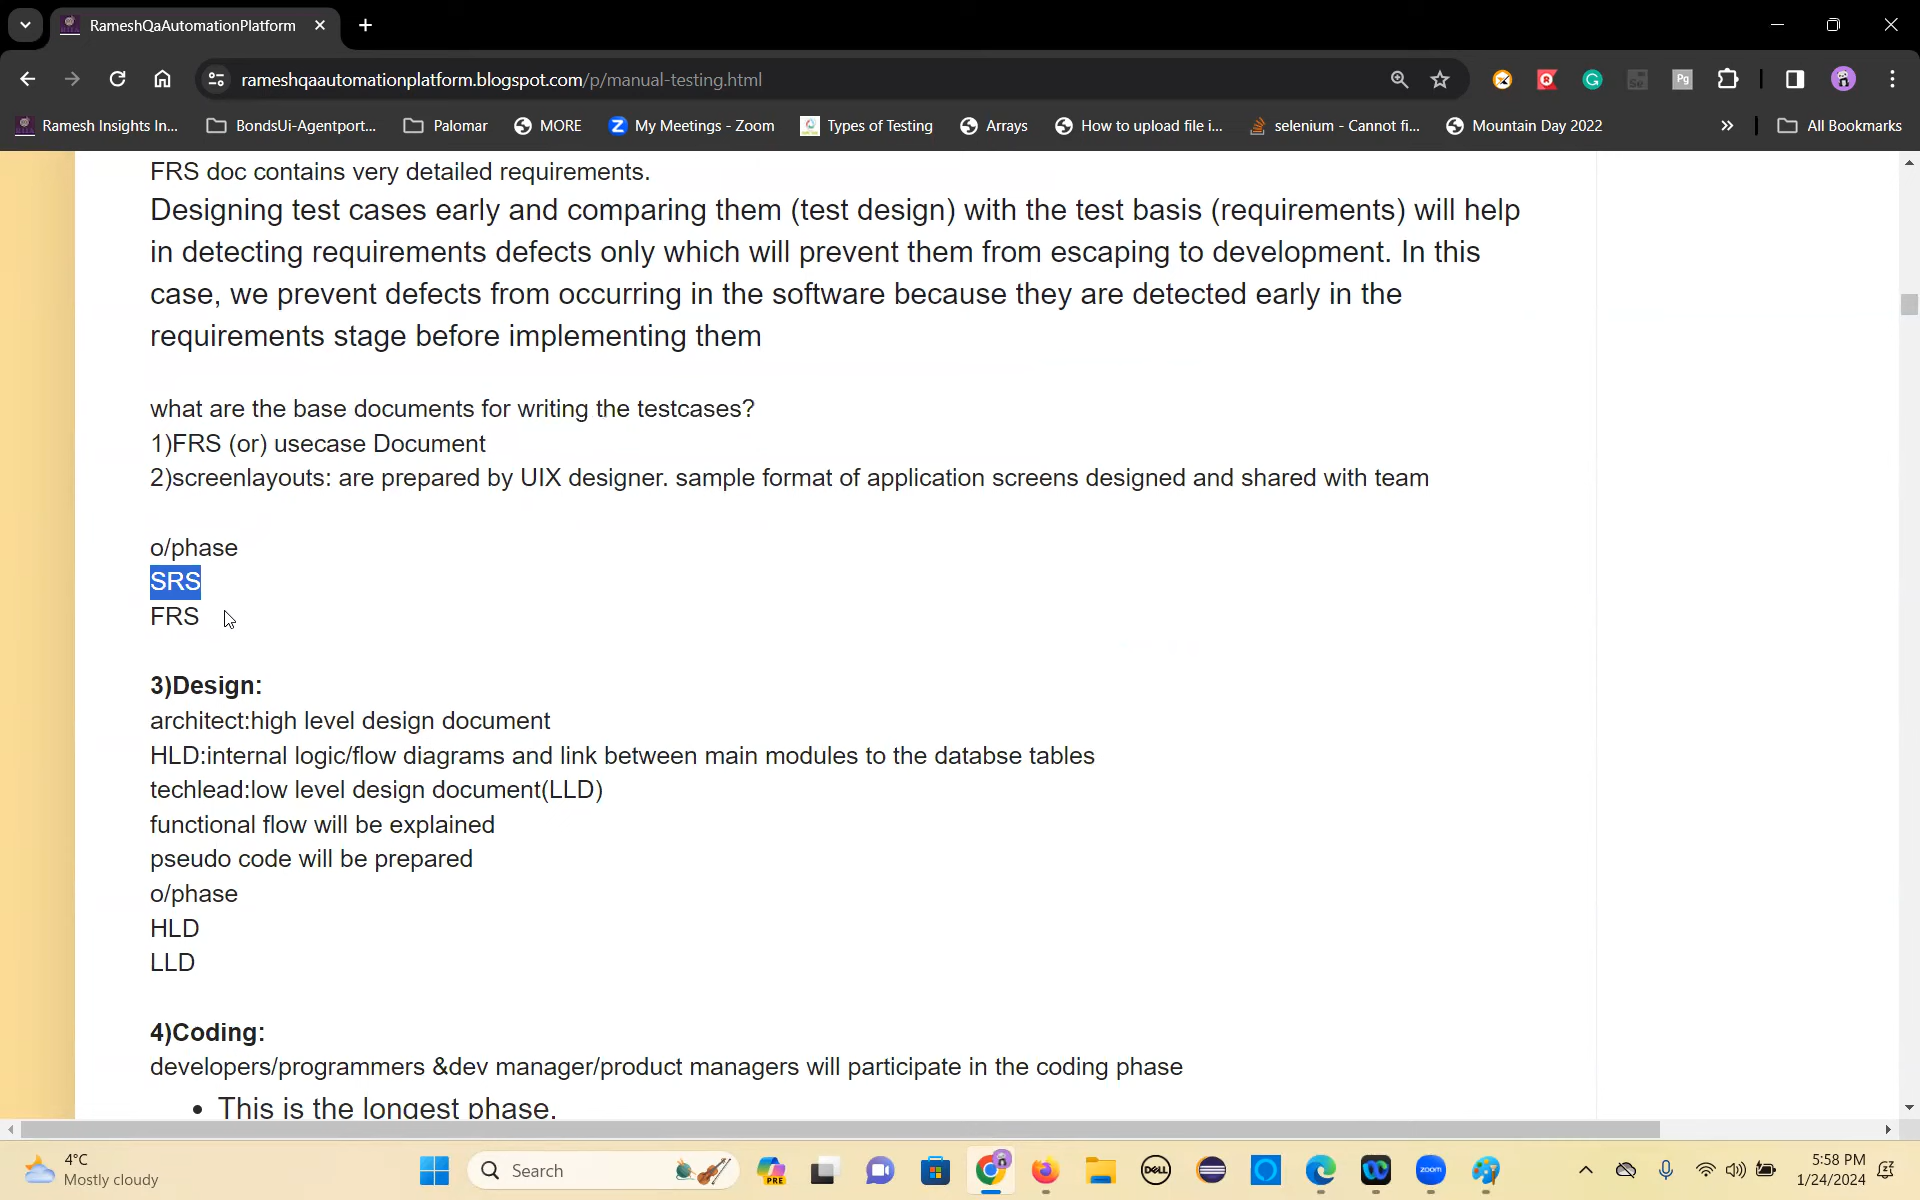 RameshQaAutomationPlatform
rameshqaautomationplatform.blogspot.com/p/manual-testing.html
Ramesh Insights In...
BondsUi-Agentport...
Palomar
MORE
My Meetings - Zoom
Types of Testing
Arrays
How to upload file i...
selenium - Cannot fi...
Mountain Day 2022
All Bookmarks
FRS doc contains very detailed requirements.
Designing test cases early and comparing them (test design) with the test basis (requirements) will help
in detecting requirements defects only which will prevent them from escaping to development. In this
case, we prevent defects from occurring in the software because they are detected early in the
requirements stage before implementing them
what are the base documents for writing the testcases?
1)FRS (or) usecase Document
2)screenlayouts: are prepared by UIX designer. sample format of application screens designed and shared with team
o/phase
SRS
FRS
3)Design:
architect:high level design document
HLD:internal logic/flow diagrams and link between main modules to the databse tables
techlead:low level design document(LLD)
functional flow will be explained
pseudo code will be prepared
o/phase
HLD
LLD
4)Coding:
developers/programmers &dev manager/product managers will participate in the coding phase
• This is the longest phase.
4°C
Mostly cloudy
Search
PRE
DELL
zoom
5:58 PM
1/24/2024